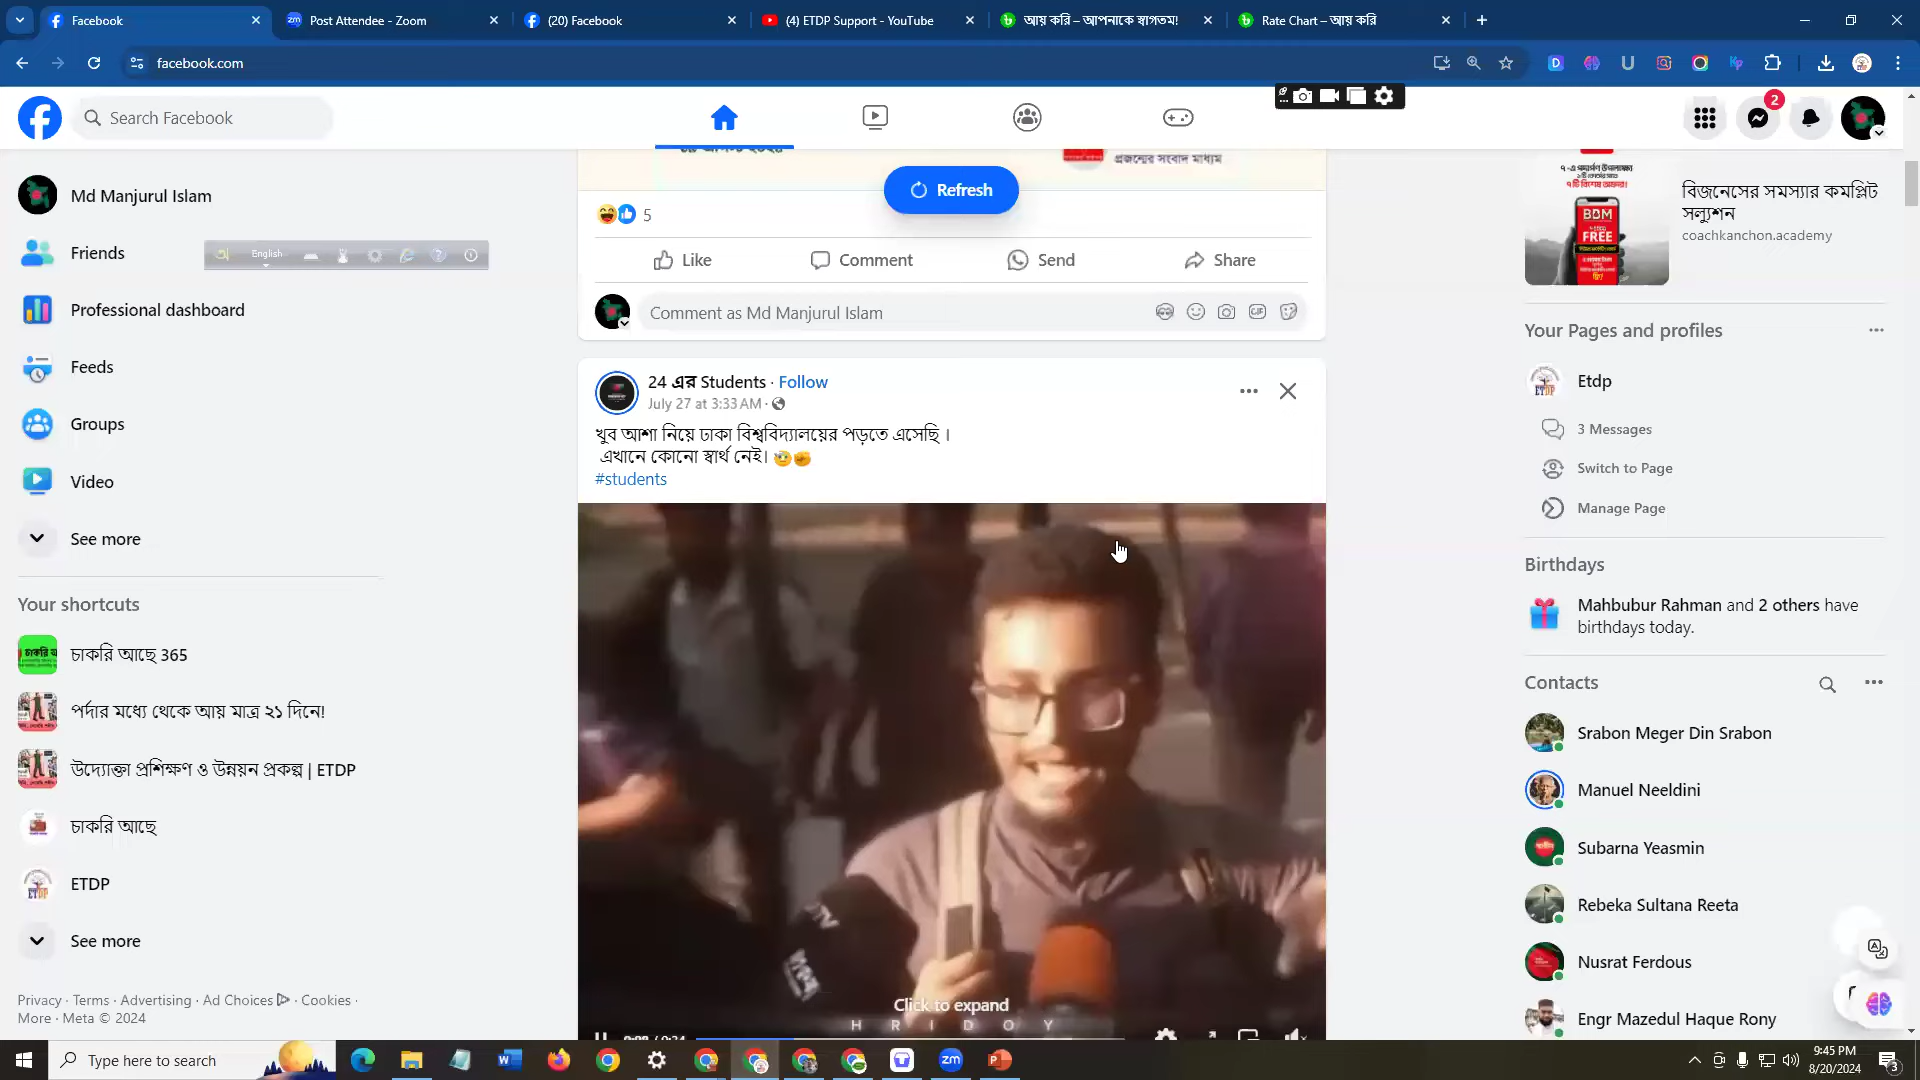 Facebook
Post Attendee - Zoom
(20) Facebook
(4) ETDP Support - YouTube
আয় করি – আপনাকে স্বাগতম!
Rate Chart – আয় করি
facebook.com
Search Facebook
2
Md Manjurul Islam
Friends
English
Professional dashboard
Feeds
Groups
Video
See more
Your shortcuts
চাকরি আছে 365
পর্দার মধ্যে থেকে আয় মাত্র ২১ দিনে!
উদ্যোক্তা প্রশিক্ষণ ও উন্নয়ন প্রকল্প | ETDP
চাকরি আছে
ETDP
See more
Privacy · Terms · Advertising · Ad Choices · Cookies ·
More · Meta © 2024
প্রজন্মের সংবাদ মাধ্যম
Refresh
5
Like
Comment
Send
Share
Comment as Md Manjurul Islam
24 এর Students · Follow
July 27 at 3:33 AM ·
খুব আশা নিয়ে ঢাকা বিশ্ববিদ্যালয়ের পড়তে এসেছি ।
এখানে কোনো স্বার্থ নেই। 🤕✊
#students
Click to expand
H R I D O Y
BDM
FREE
বিজনেসের সমস্যার কমপ্লিট
সল্যুশন
coachkanchon.academy
Your Pages and profiles
Etdp
3 Messages
Switch to Page
Manage Page
Birthdays
Mahbubur Rahman and 2 others have
birthdays today.
Contacts
Srabon Meger Din Srabon
Manuel Neeldini
Subarna Yeasmin
Rebeka Sultana Reeta
Nusrat Ferdous
Engr Mazedul Haque Rony
Type here to search
9:45 PM
8/20/2024
3